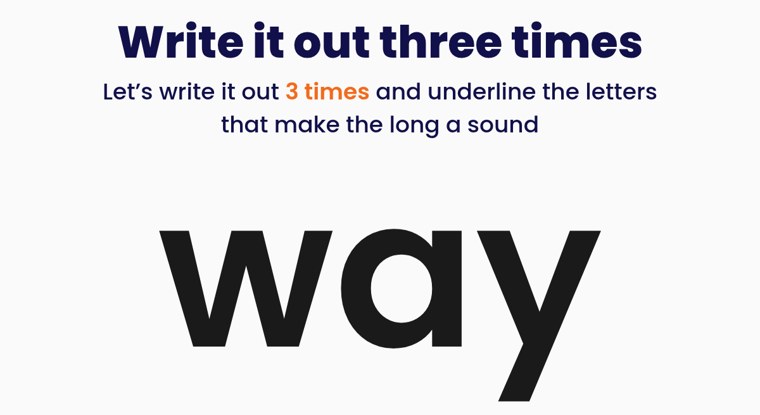 Write it out three times
Let’s write it out 3 times and underline the letters
that make the long a sound
way